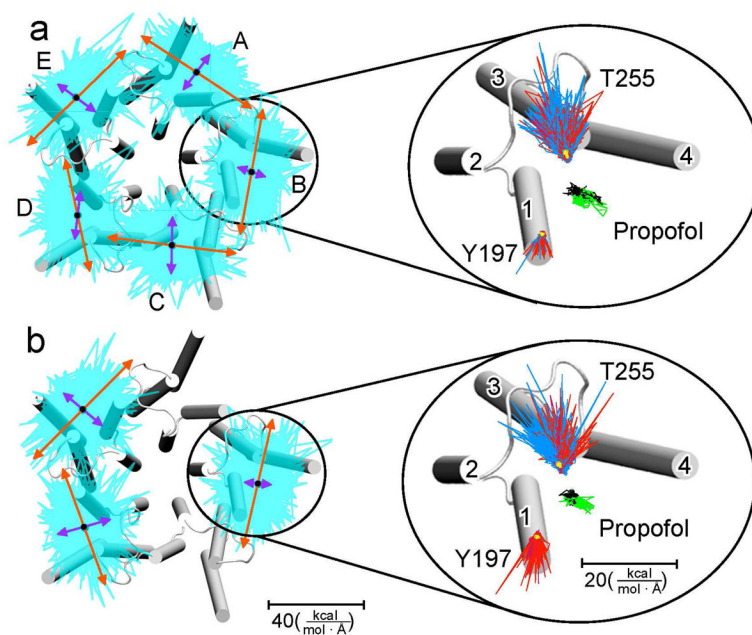 a
A
E
B
D
C
3
T255
2
4
1
Propofol
Y197
b
3
T255
2
4
1
Propofol
Y197
40(kcal/mol · Å)
20(kcal/mol · Å)